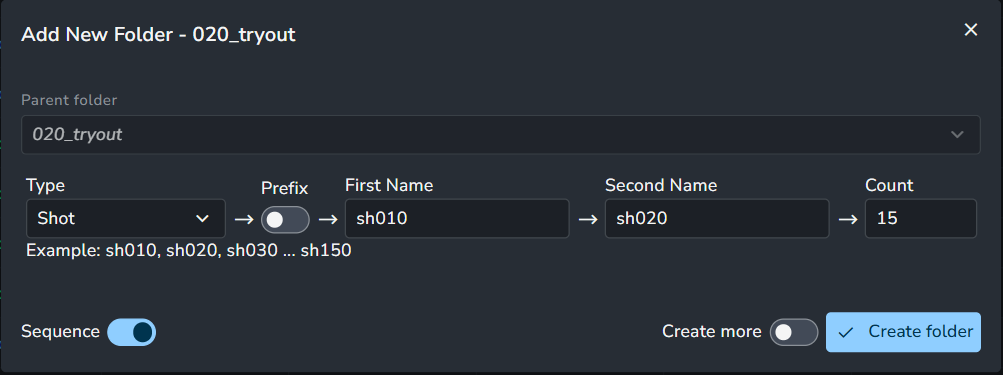 Add New Folder - 020_tryout
Parent folder
020_tryout
Type Prefix First Name Second Name Count
Shot sh010 sh020 15
Example: sh010, sh020, sh030 ... sh150
Sequence Create more Create folder